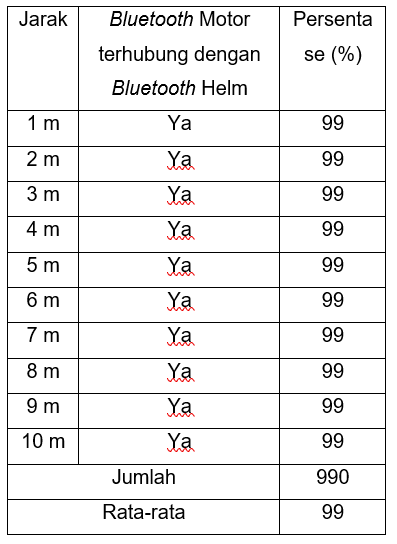 Jarak Bluetooth Motor Persenta
terhubung dengan se (%)
Bluetooth Helm
1 m Ya 99
2 m Ya 99
3 m Ya 99
4 m Ya 99
5 m Ya 99
6 m Ya 99
7 m Ya 99
8 m Ya 99
9 m Ya 99
10 m Ya 99
Jumlah 990
Rata-rata 99